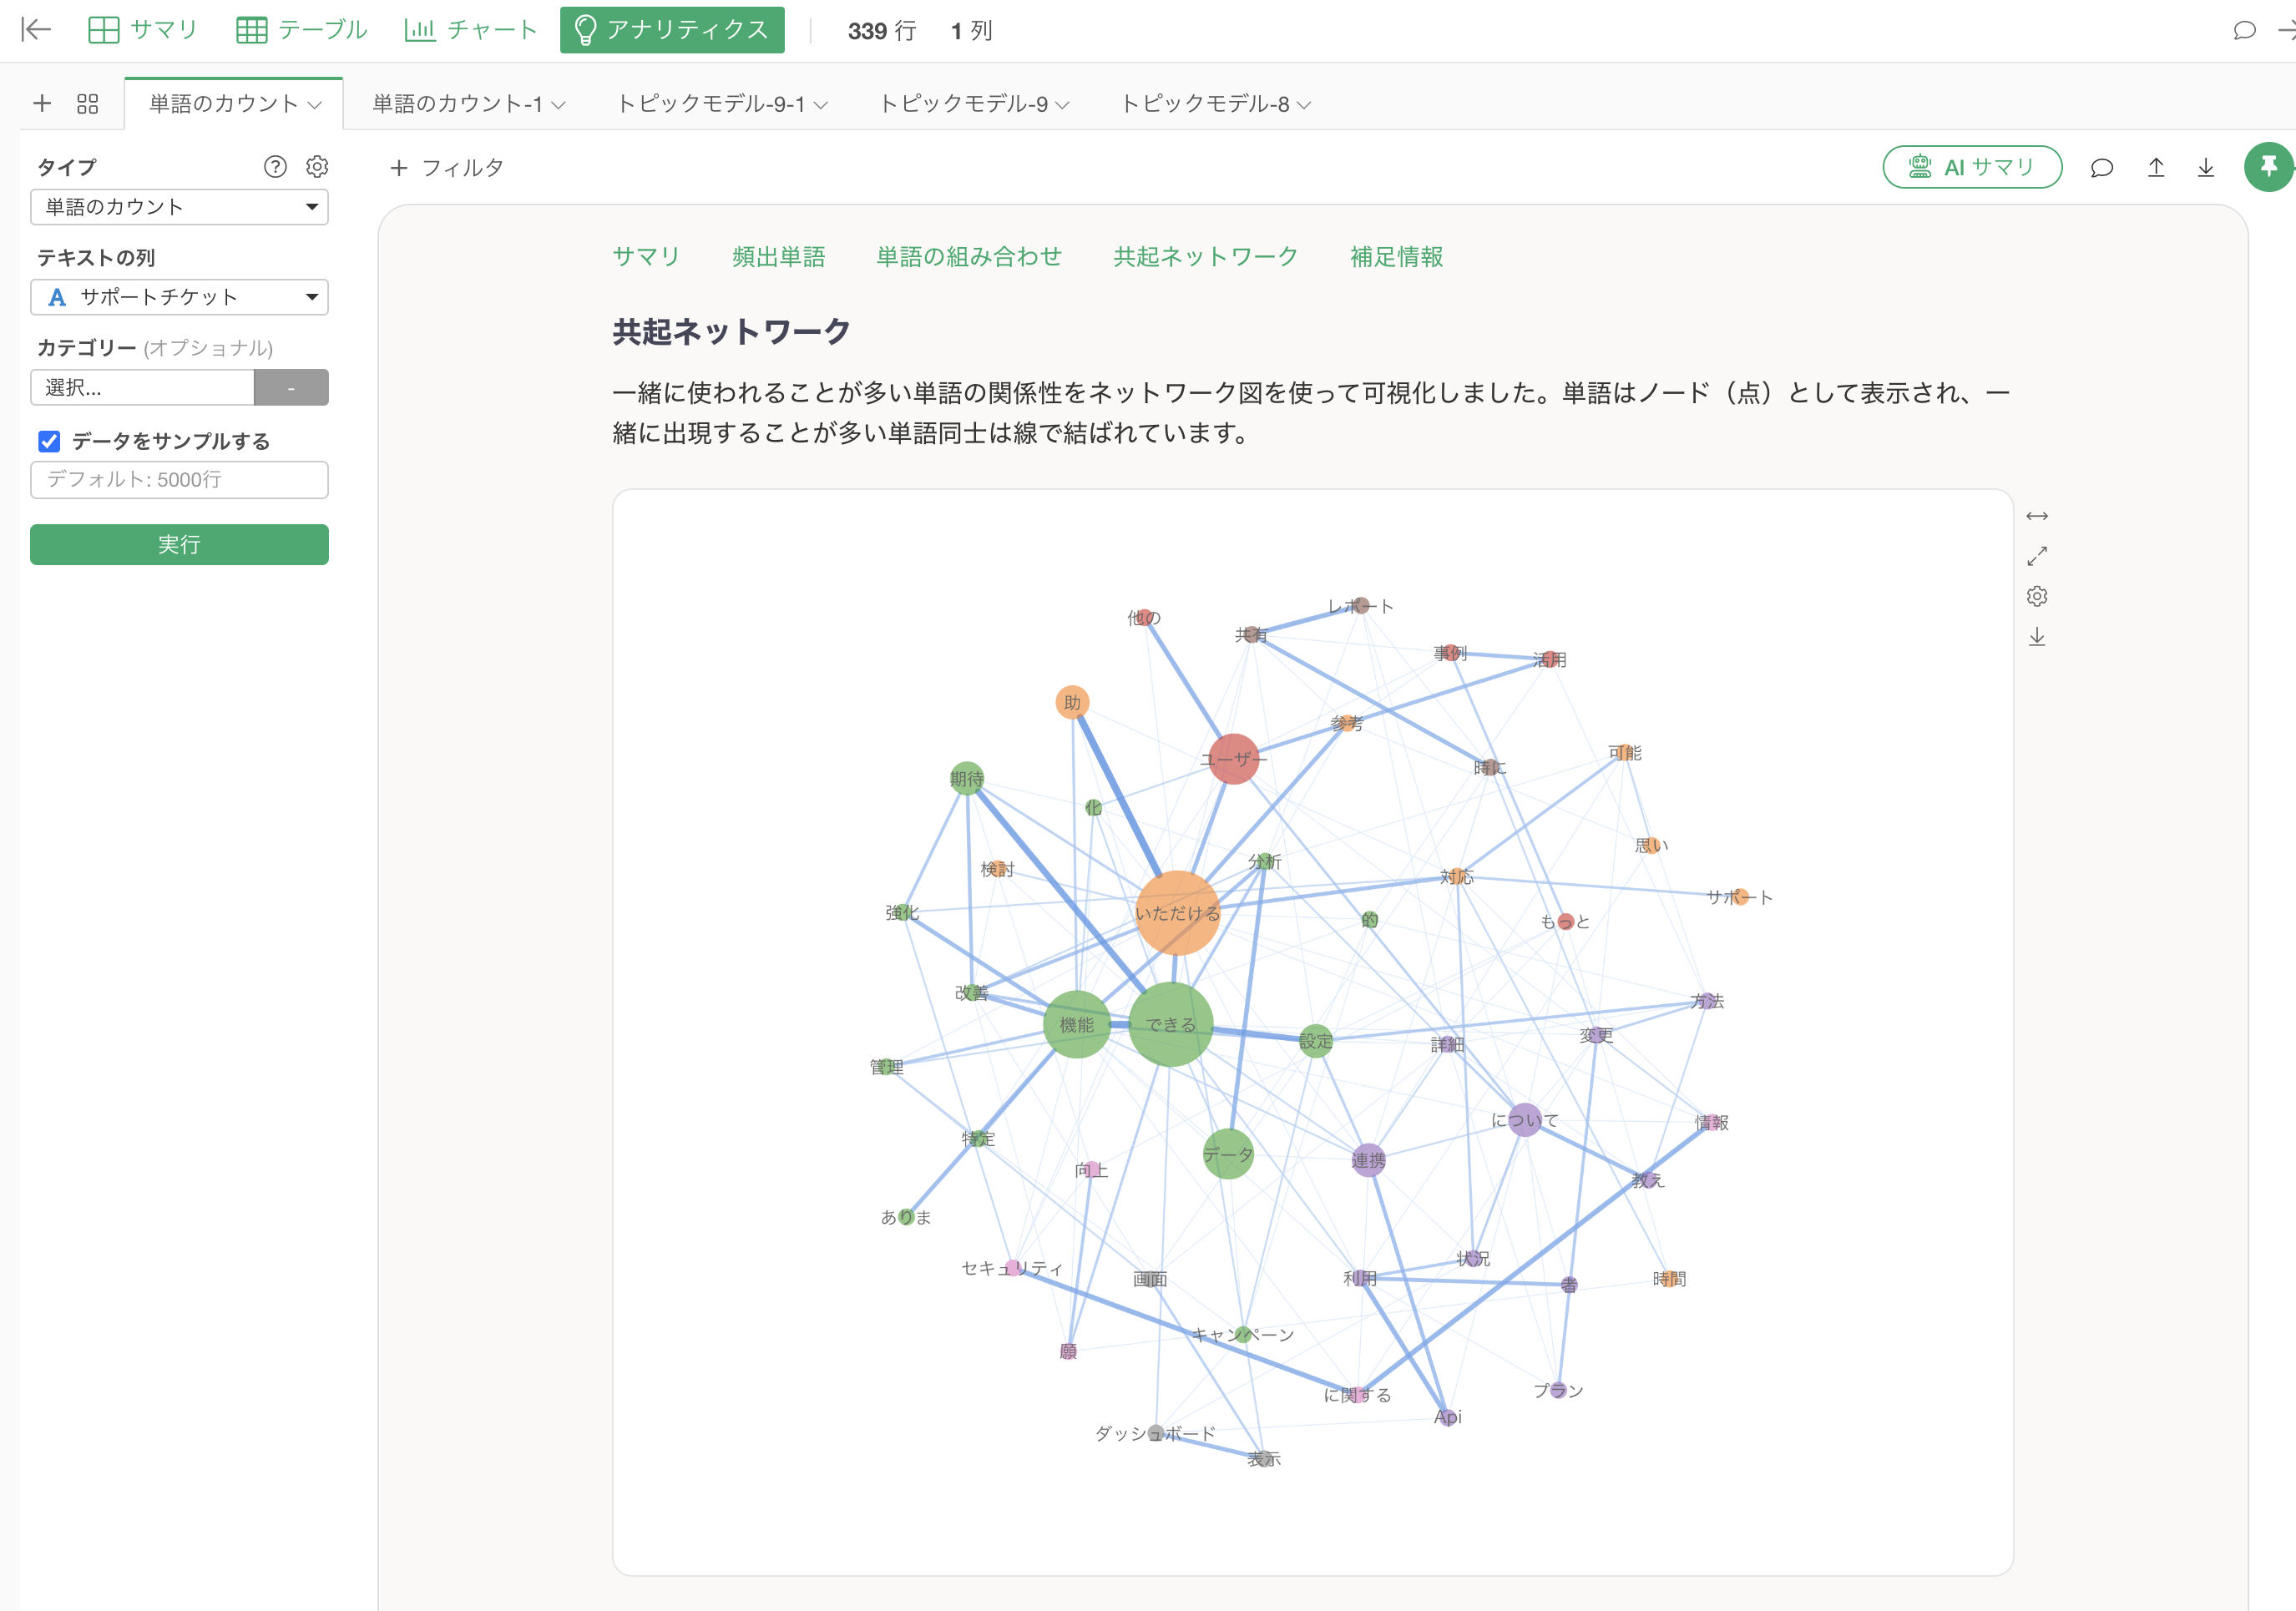 サマリ テーブル チャート アナリティクス 339 行 1 列
単語のカウント 単語のカウント-1 トピックモデル-9-1 トピックモデル-9 トピックモデル-8
タイプ
単語のカウント
テキストの列
A サポートチケット
カテゴリー (オプショナル)
選択... -
データをサンプルする
デフォルト: 5000行
実行
+ フィルタ
AI サマリ
サマリ 頻出単語 単語の組み合わせ 共起ネットワーク 補足情報
共起ネットワーク
一緒に使われることが多い単語の関係性をネットワーク図を使って可視化しました。単語はノード（点）として表示され、一
緒に出現することが多い単語同士は線で結ばれています。
レポート
他の
共有
事例
活用
助
参考
ユーザー
可能
時に
期待
化
思い
分析
検討
対応
サポート
強化
いただける
的
もっと
改善
方法
機能
できる
設定
変更
詳細
管理
について
情報
特定
データ
連携
向上
教え
ありま
状況
セキュリティ
画面
利用
時間
者
キャンペーン
願
に関する
プラン
Api
ダッシュボード
表示